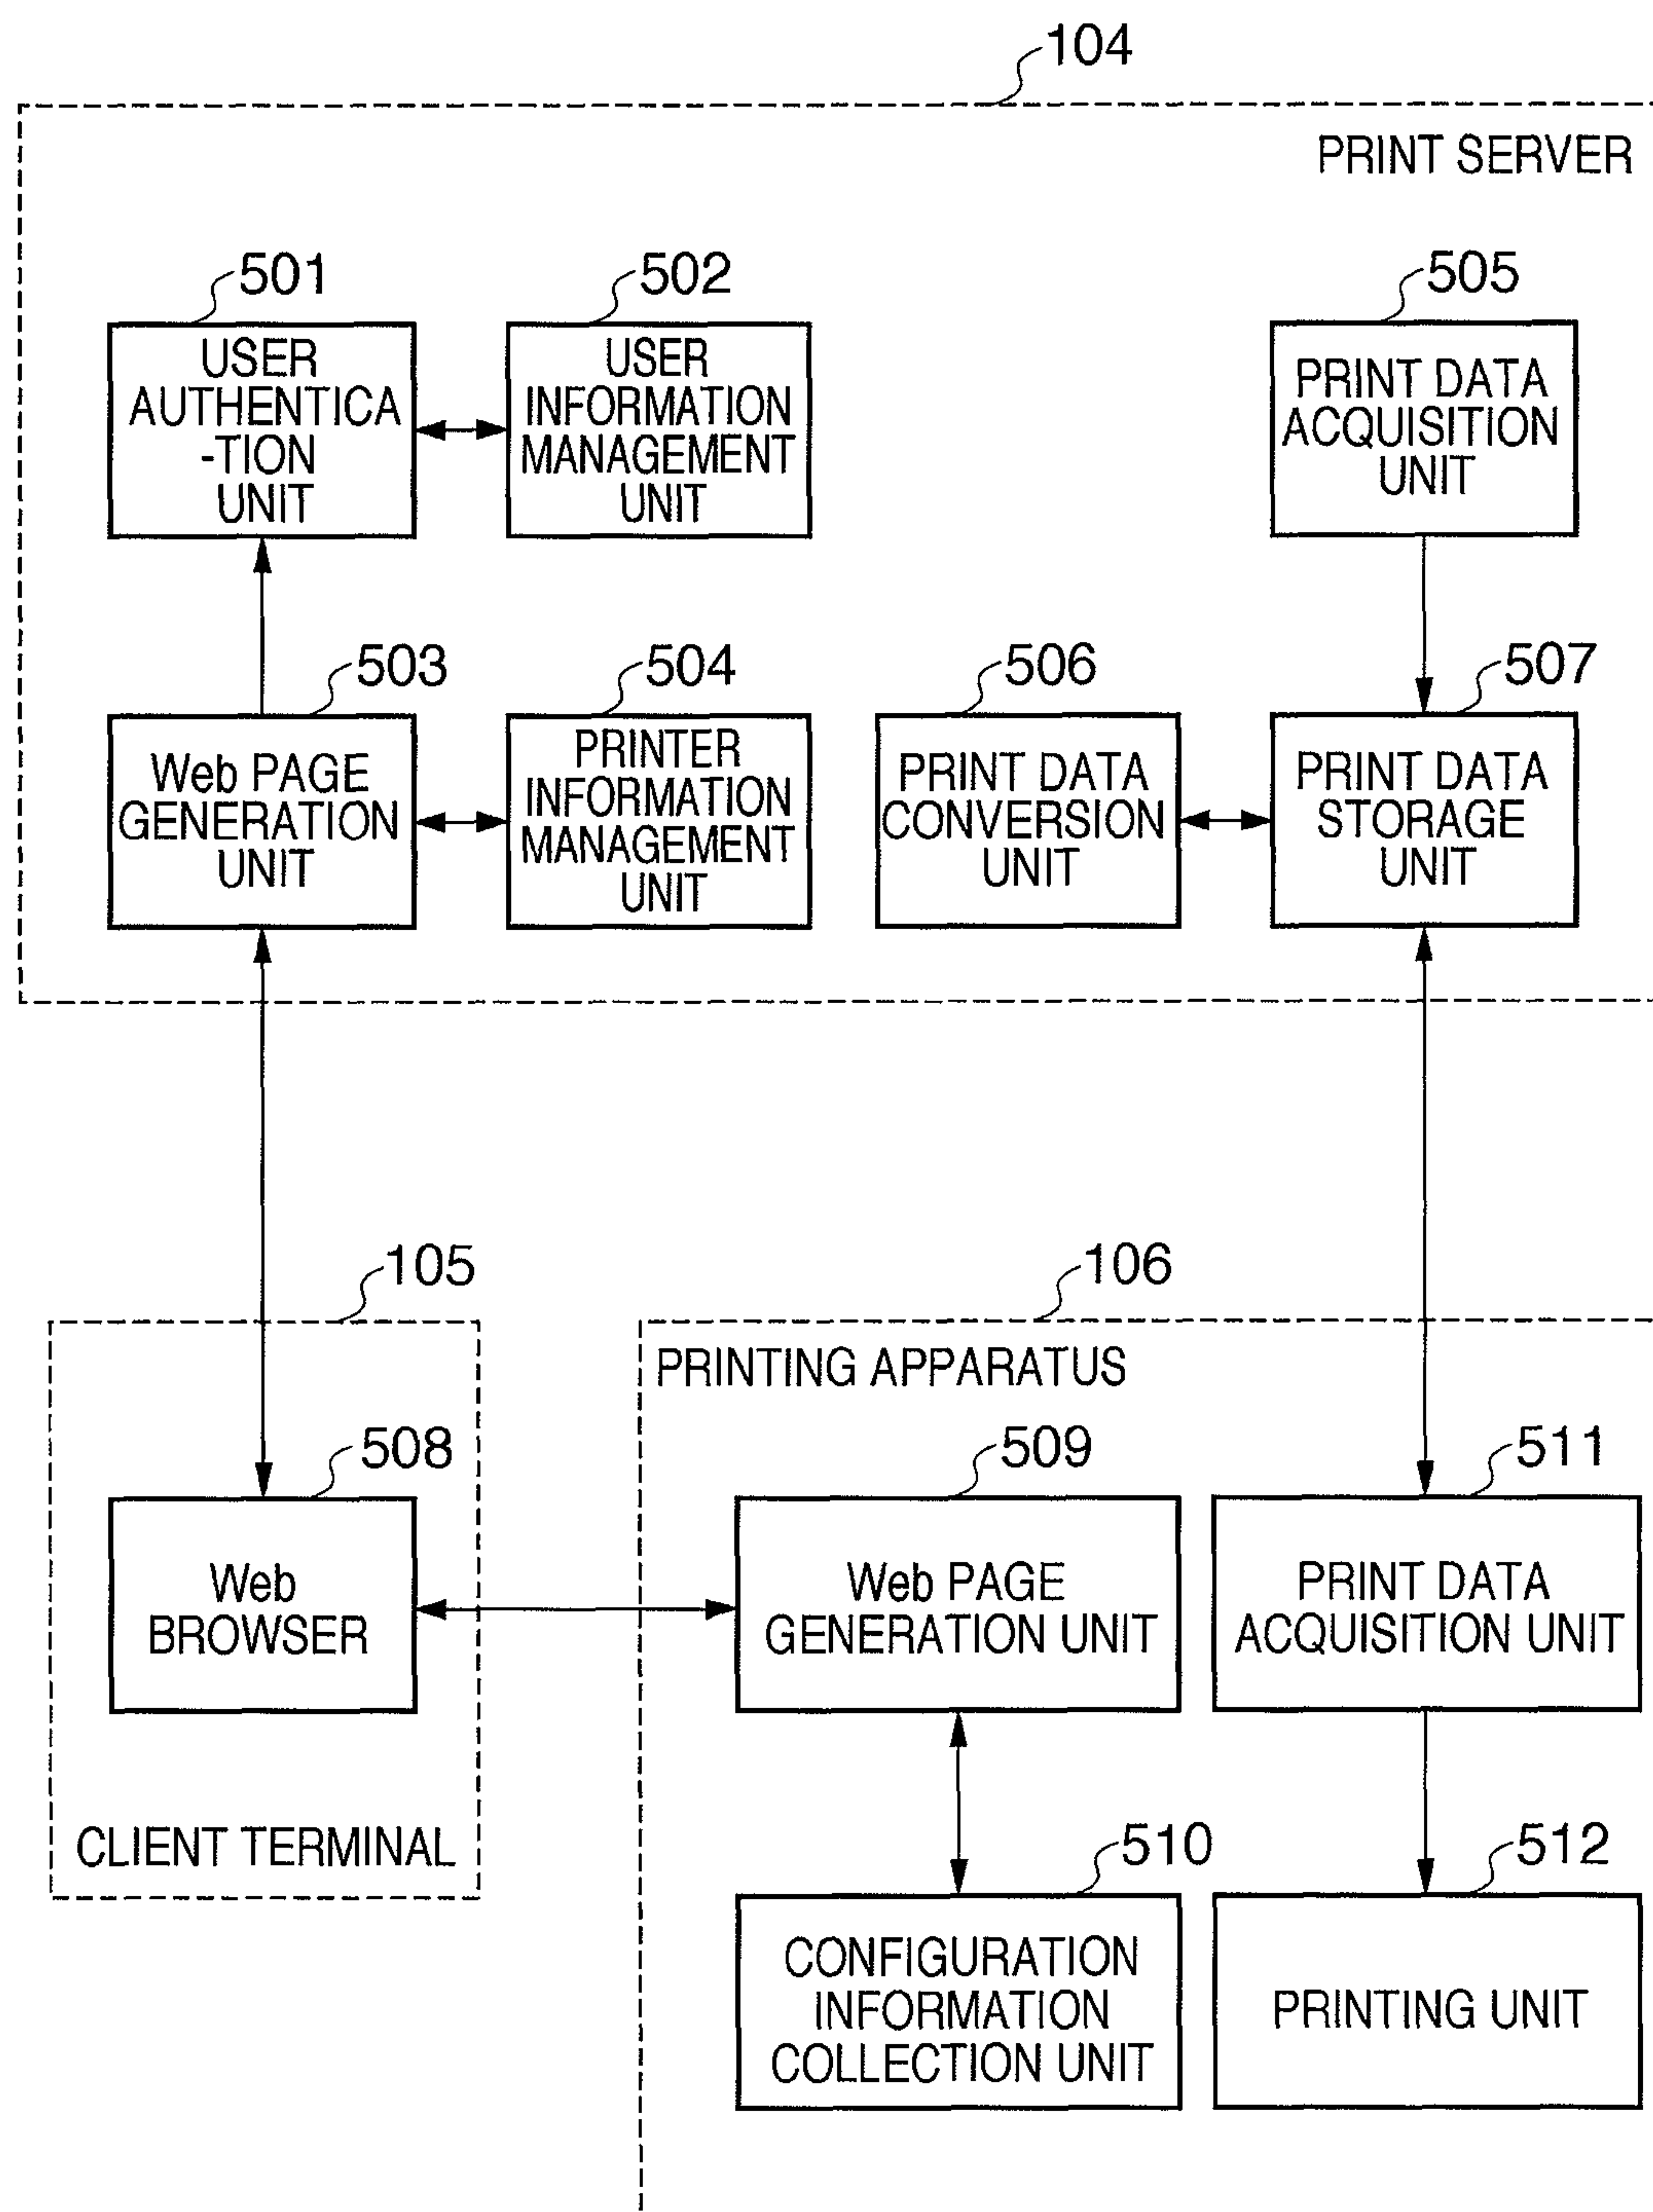 104
PRINT SERVER
501
USER
AUTHENTICA
-TION
UNIT
502
USER
INFORMATION
MANAGEMENT
UNIT
505
PRINT DATA
ACQUISITION
UNIT
503
Web PAGE
GENERATION
UNIT
504
PRINTER
INFORMATION
MANAGEMENT
UNIT
506
PRINT DATA
CONVERSION
UNIT
507
PRINT DATA
STORAGE
UNIT
105
508
Web
BROWSER
CLIENT TERMINAL
106
PRINTING APPARATUS
509
Web PAGE
GENERATION UNIT
511
PRINT DATA
ACQUISITION UNIT
510
CONFIGURATION
INFORMATION
COLLECTION UNIT
512
PRINTING UNIT